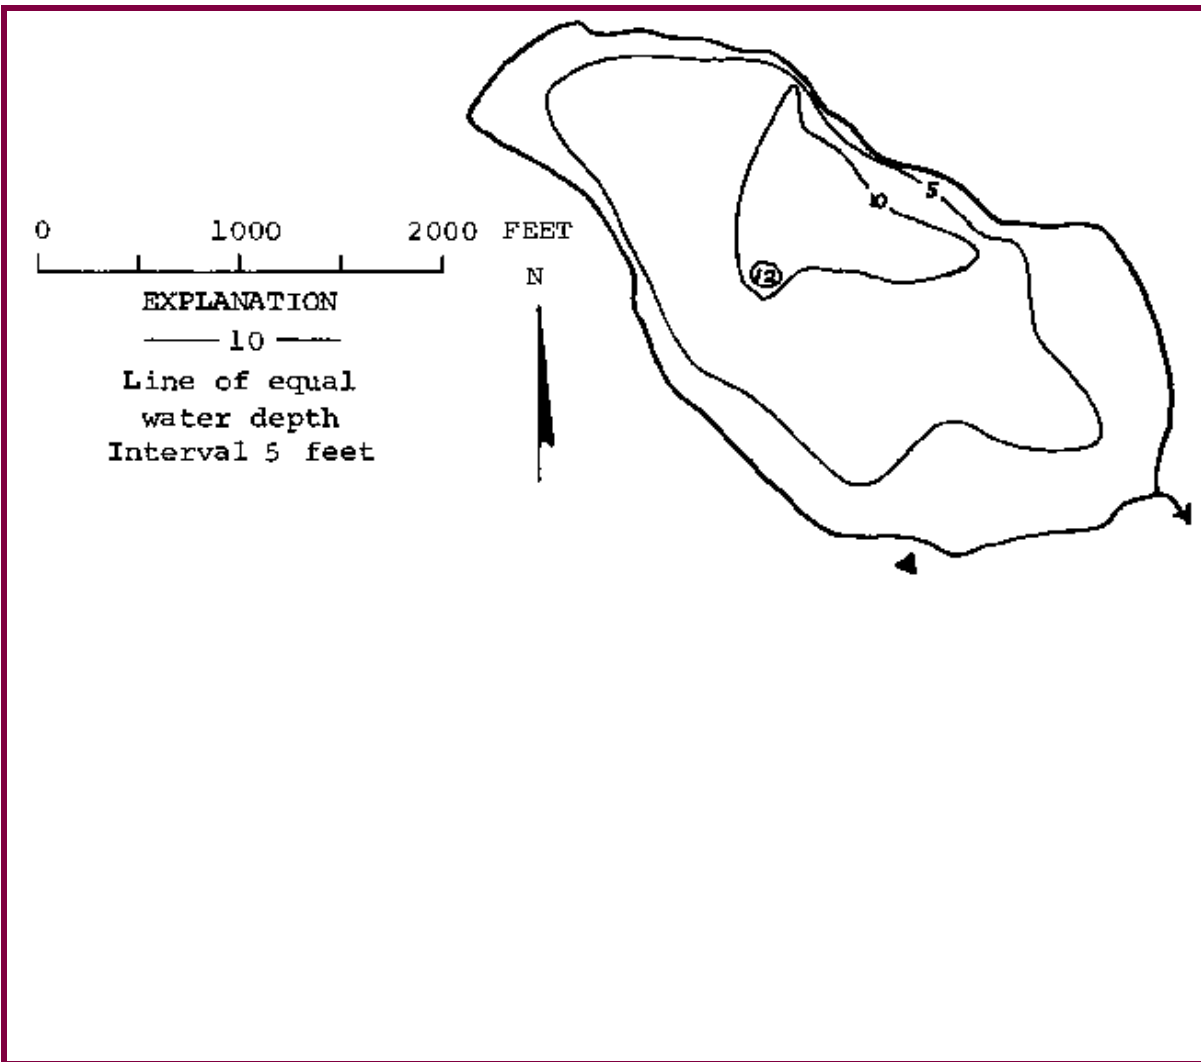 0 1000 2000 FEET
N
EXPLANATION
10
Line of equal
water depth
Interval 5 feet
5
10
12